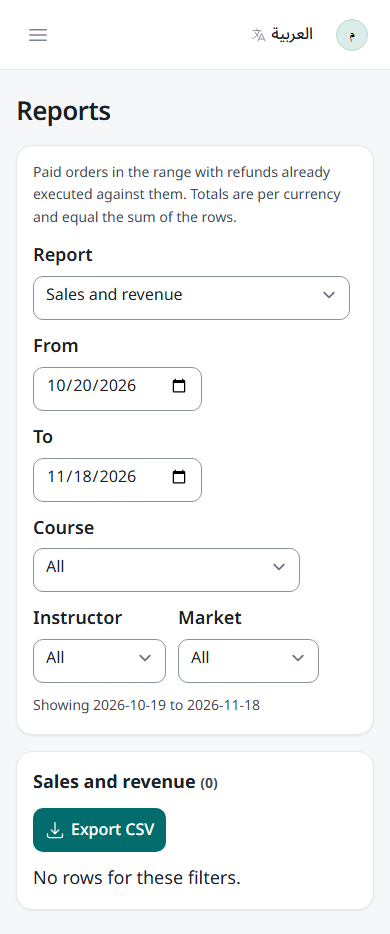 العربية
م
Reports
Paid orders in the range with refunds already
executed against them. Totals are per currency
and equal the sum of the rows.
Report
Sales and revenue
From
10/20/2026
To
11/18/2026
Course
All
Instructor Market
All All
Showing 2026-10-19 to 2026-11-18
Sales and revenue (0)
Export CSV
No rows for these filters.